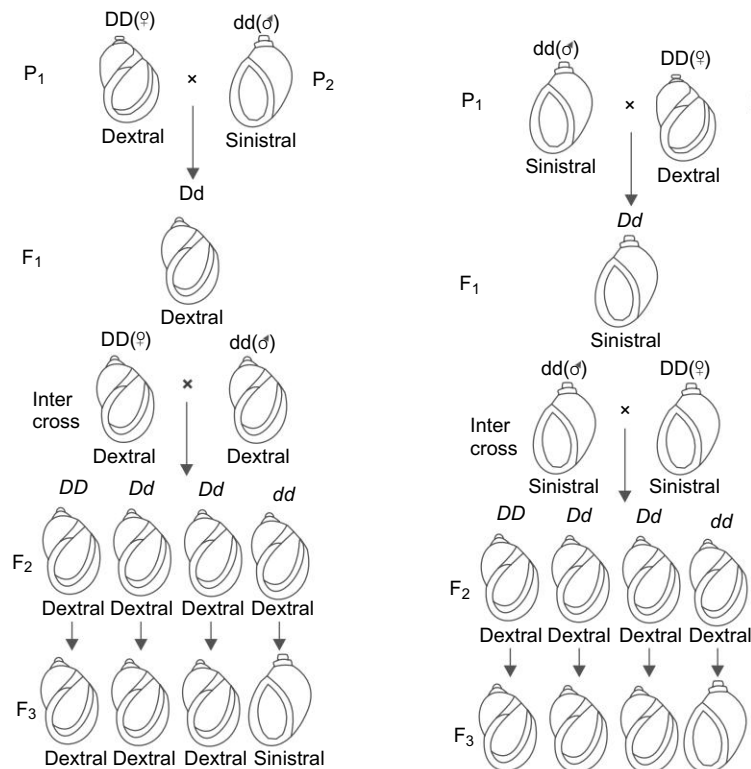 DD(♀) dd(♂)
P1 × P2
Dextral Sinistral
Dd
F1
Dextral
DD(♀) dd(♂)
Inter
cross
×
Dextral Dextral
DD Dd Dd dd
F2
Dextral Dextral Dextral Dextral
F3
Dextral Dextral Dextral Sinistral
dd(♂) DD(♀)
P1 ×
Sinistral Dextral
Dd
F1
Sinistral
dd(♂) DD(♀)
Inter
cross
×
Sinistral Sinistral
DD Dd Dd dd
F2
Dextral Dextral Dextral Dextral
F3